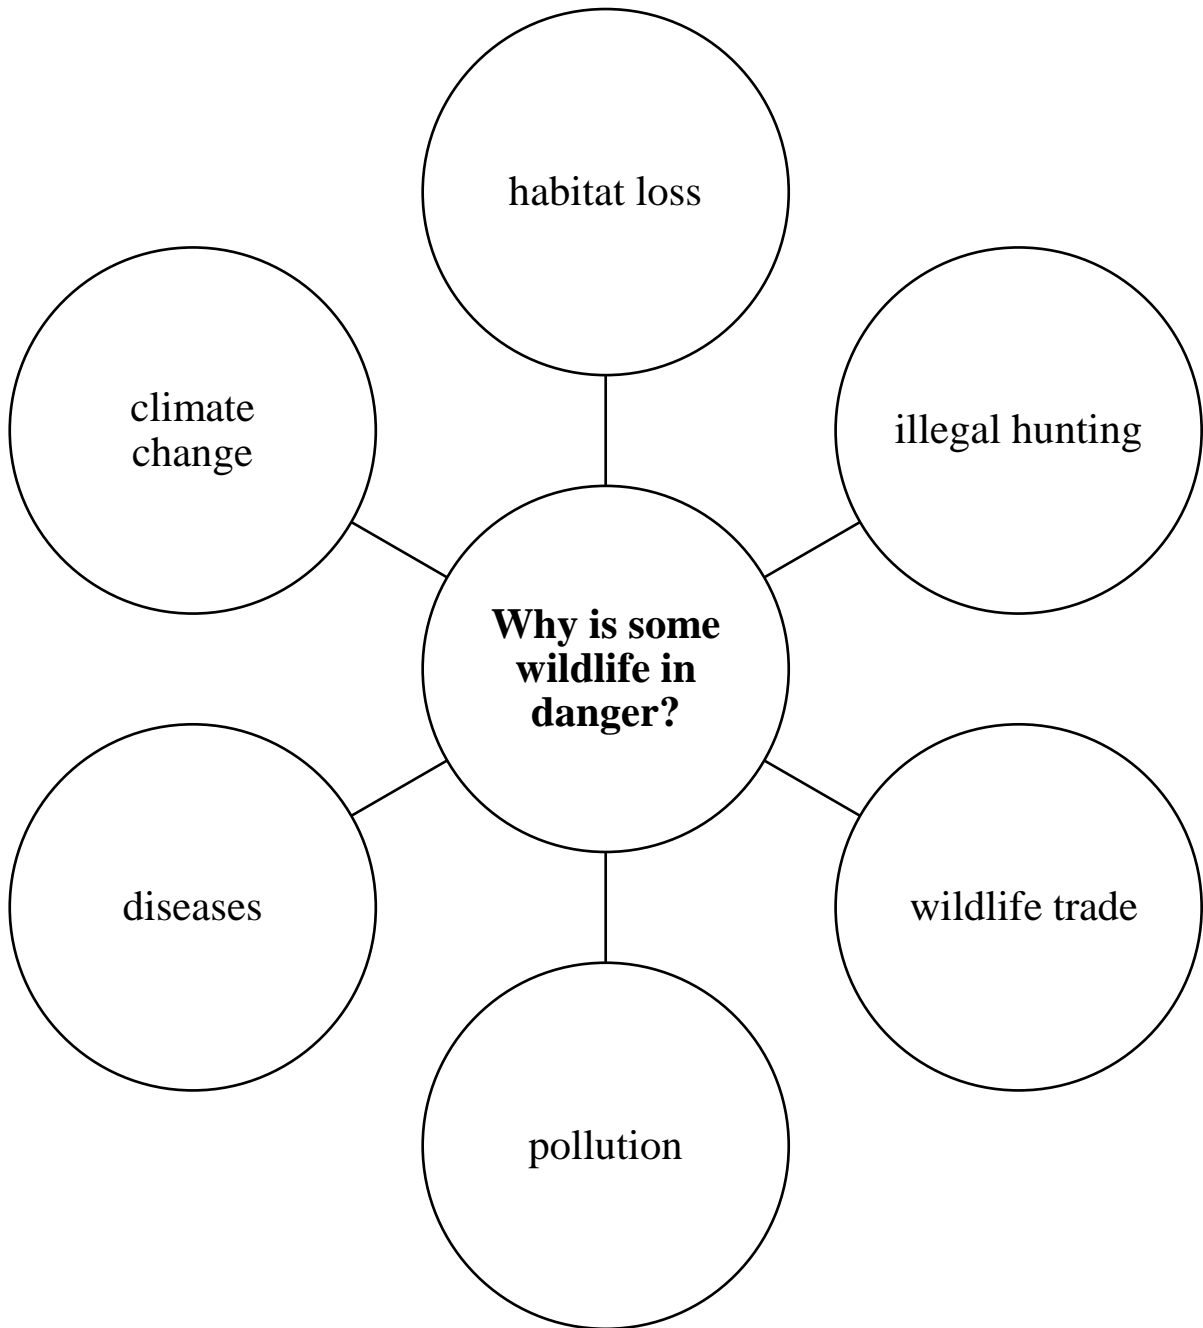 habitat loss
climate
change
illegal hunting
Why is some
wildlife in
danger?
diseases
wildlife trade
pollution